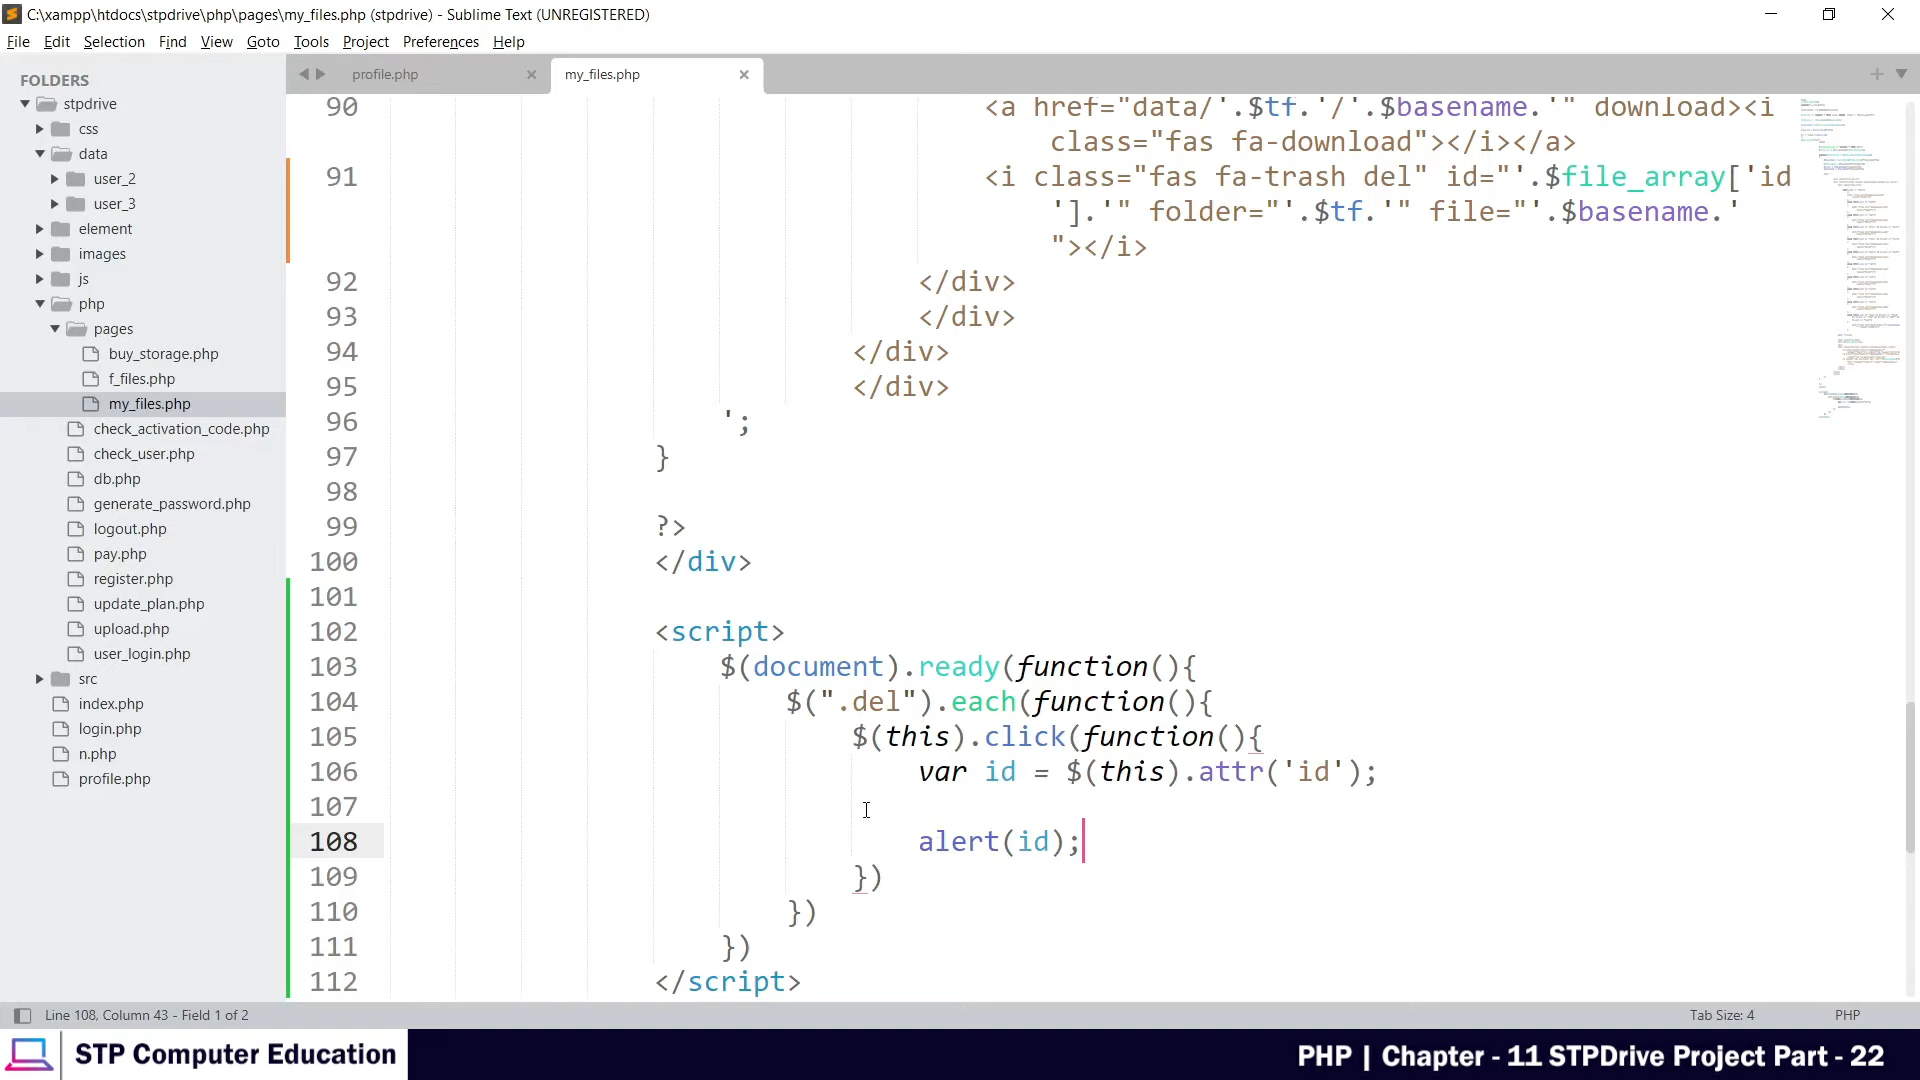 C:\xampp\htdocs\stpdrive\php\pages\my_files.php (stpdrive) - Sublime Text (UNREGISTERED)
File Edit Selection Find View Goto Tools Project Preferences Help
FOLDERS
stpdrive
css
data
user_2
user_3
element
images
js
php
pages
buy_storage.php
f_files.php
my_files.php
check_activation_code.php
check_user.php
db.php
generate_password.php
logout.php
pay.php
register.php
update_plan.php
upload.php
user_login.php
src
index.php
login.php
n.php
profile.php
profile.php my_files.php
90 <a href="data/'.$tf.'/'.$basename.'" download><i
class="fas fa-download"></i></a>
91 <i class="fas fa-trash del" id="'.$file_array['id
'].'" folder="'.$tf.'" file="'.$basename.'
"></i>
92 </div>
93 </div>
94 </div>
95 </div>
96 ';
97 }
98
99 ?>
100 </div>
101
102 <script>
103 $(document).ready(function(){
104 $(".del").each(function(){
105 $(this).click(function(){
106 var id = $(this).attr('id');
107
108 alert(id);
109 })
110 })
111 })
112 </script>
Line 108, Column 43 - Field 1 of 2 Tab Size: 4 PHP
STP Computer Education
PHP | Chapter - 11 STPDrive Project Part - 22